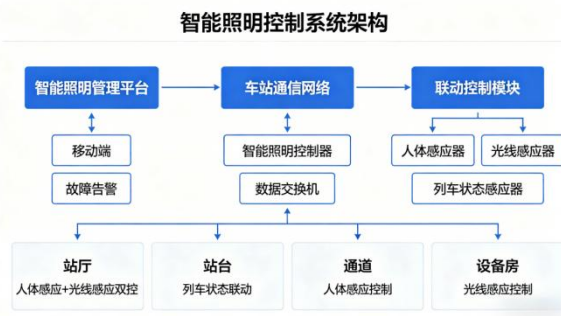 智能照明控制系统架构
智能照明管理平台
车站通信网络
联动控制模块
移动端
智能照明控制器
人体感应器
光线感应器
故障告警
数据交换机
列车状态感应器
站厅
站台
通道
设备房
人体感应+光线感应双控
列车状态联动
人体感应控制
光线感应控制